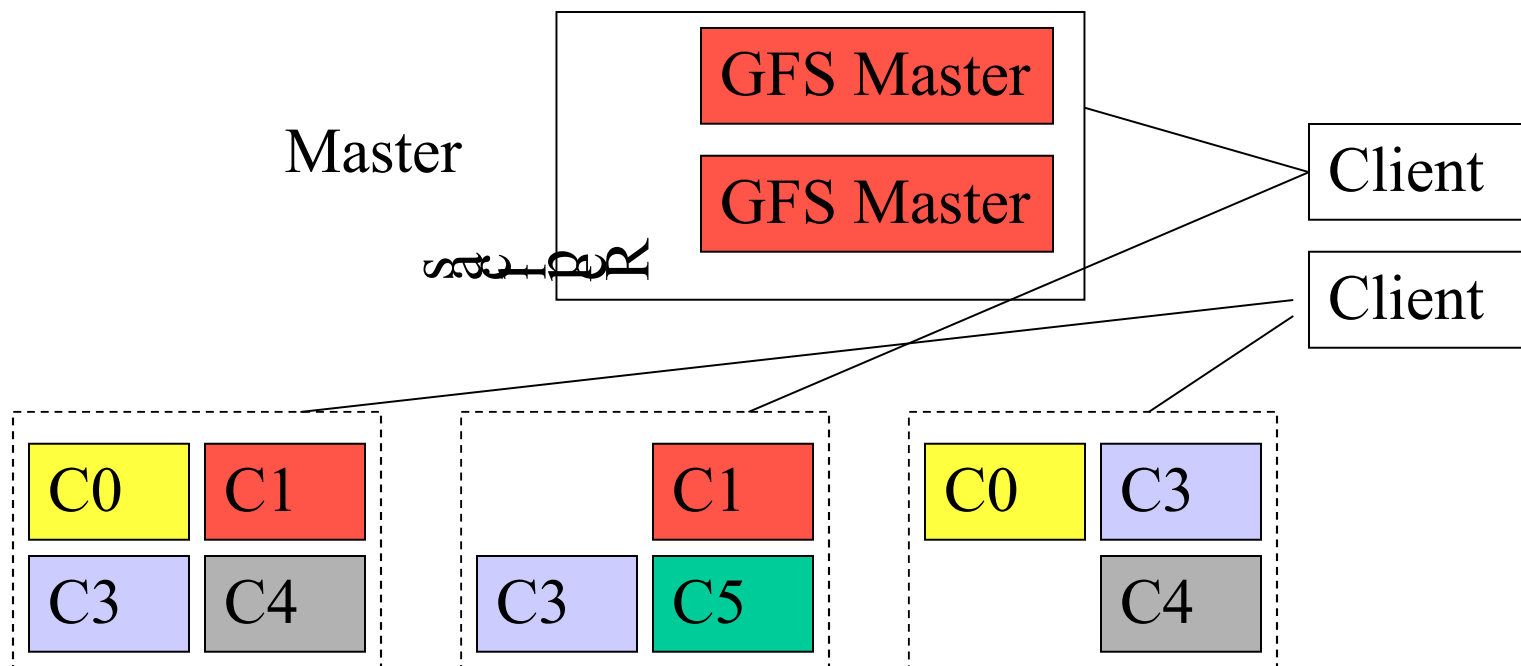 GFS Master
Master
GFS Master
Client
Client
C0 C1
C3 C4
C1
C3 C5
C0 C3
C4